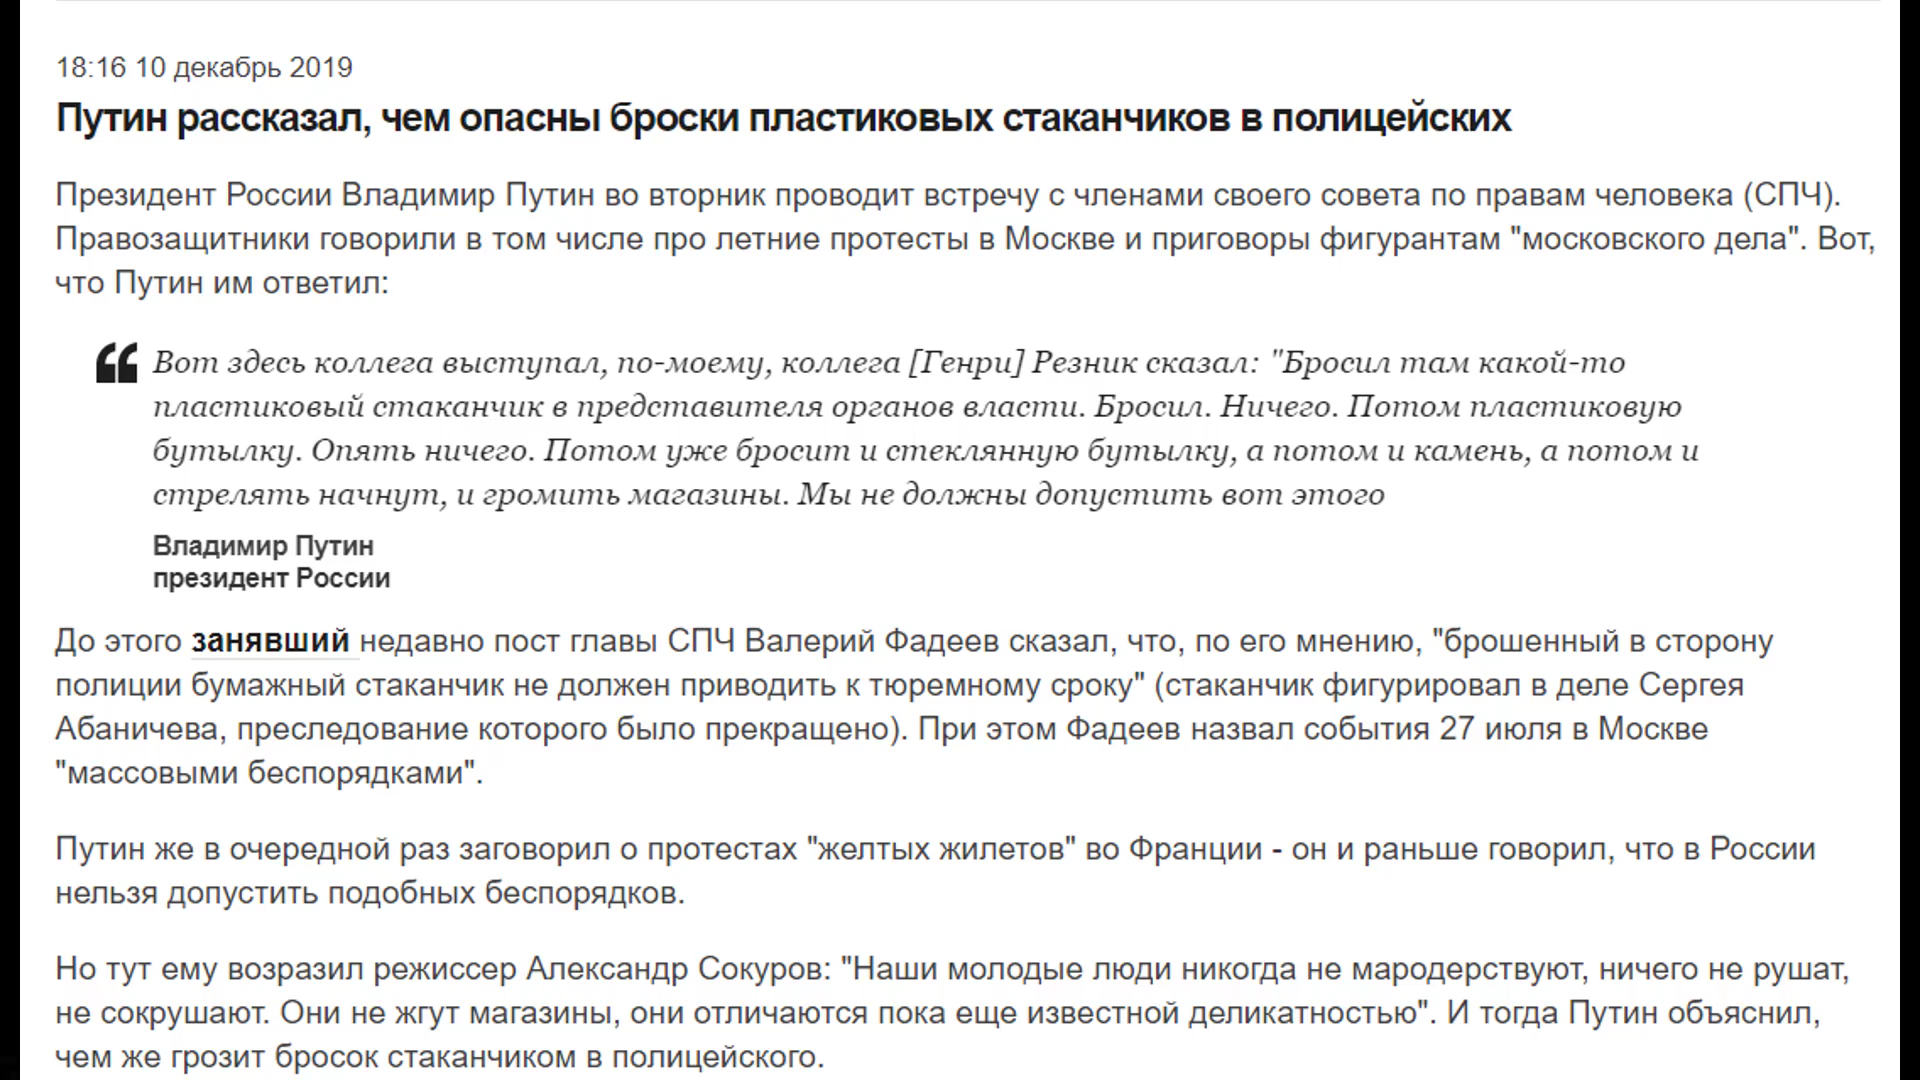 18:16 10 декабрь 2019
Путин рассказал, чем опасны броски пластиковых стаканчиков в полицейских
Президент России Владимир Путин во вторник проводит встречу с членами своего совета по правам человека (СПЧ).
Правозащитники говорили в том числе про летние протесты в Москве и приговоры фигурантам "московского дела". Вот,
что Путин им ответил:
Вот здесь коллега выступал, по-моему, коллега [Генри] Резник сказал: "Бросил там какой-то
пластиковый стаканчик в представителя органов власти. Бросил. Ничего. Потом пластиковую
бутылку. Опять ничего. Потом уже бросит и стеклянную бутылку, а потом и камень, а потом и
стрелять начнут, и громить магазины. Мы не должны допустить вот этого
Владимир Путин
президент России
До этого занявший недавно пост главы СПЧ Валерий Фадеев сказал, что, по его мнению, "брошенный в сторону
полиции бумажный стаканчик не должен приводить к тюремному сроку" (стаканчик фигурировал в деле Сергея
Абаничева, преследование которого было прекращено). При этом Фадеев назвал события 27 июля в Москве
"массовыми беспорядками".
Путин же в очередной раз заговорил о протестах "желтых жилетов" во Франции - он и раньше говорил, что в России
нельзя допустить подобных беспорядков.
Но тут ему возразил режиссер Александр Сокуров: "Наши молодые люди никогда не мародерствуют, ничего не рушат,
не сокрушают. Они не жгут магазины, они отличаются пока еще известной деликатностью". И тогда Путин объяснил,
чем же грозит бросок стаканчиком в полицейского.